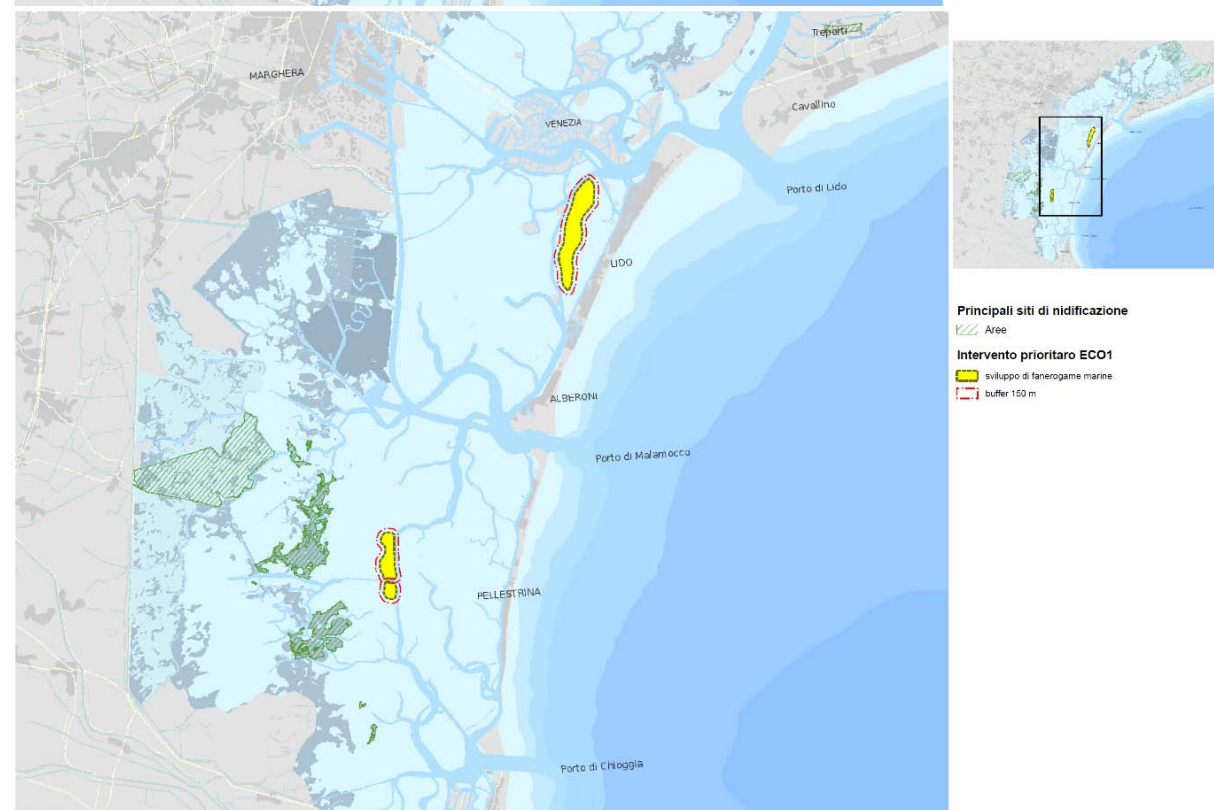 Treporti
MARGHERA
Cavallino
VENEZIA
Porto di Lido
LIDO
ALBERONI
Porto di Malamocco
PELLESTRINA
Porto di Chioggia
Principali siti di nidificazione
Aree
Intervento prioritaro ECO1
sviluppo di fanerogame marine
buffer 150 m